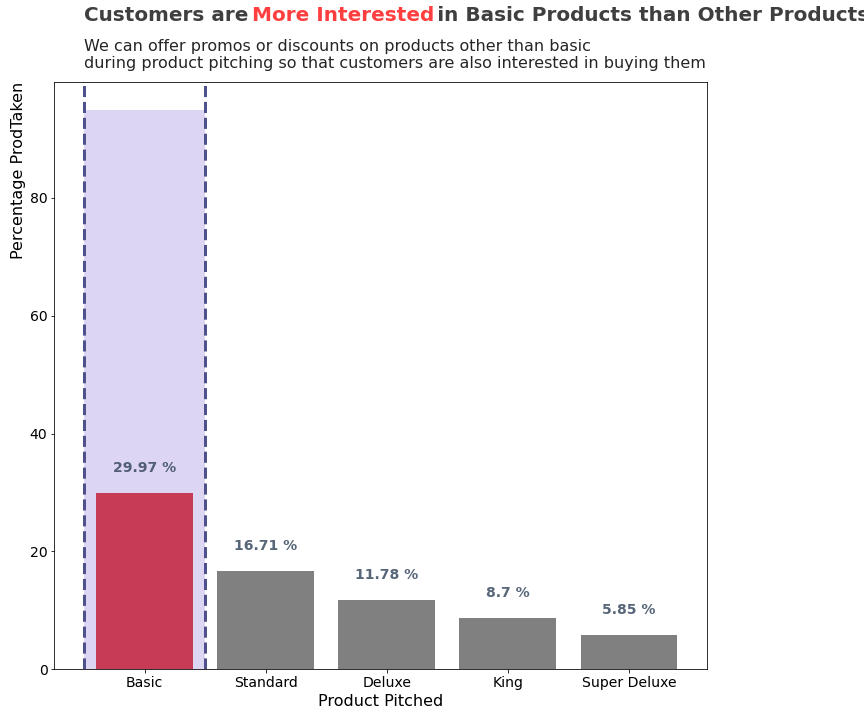 Customers are More Interested in Basic Products than Other Products
We can offer promos or discounts on products other than basic
during product pitching so that customers are also interested in buying them
Percentage ProdTaken
80
60
40
20
0
29.97 %
16.71 %
11.78 %
8.7 %
5.85 %
Basic
Standard
Deluxe
King
Super Deluxe
Product Pitched